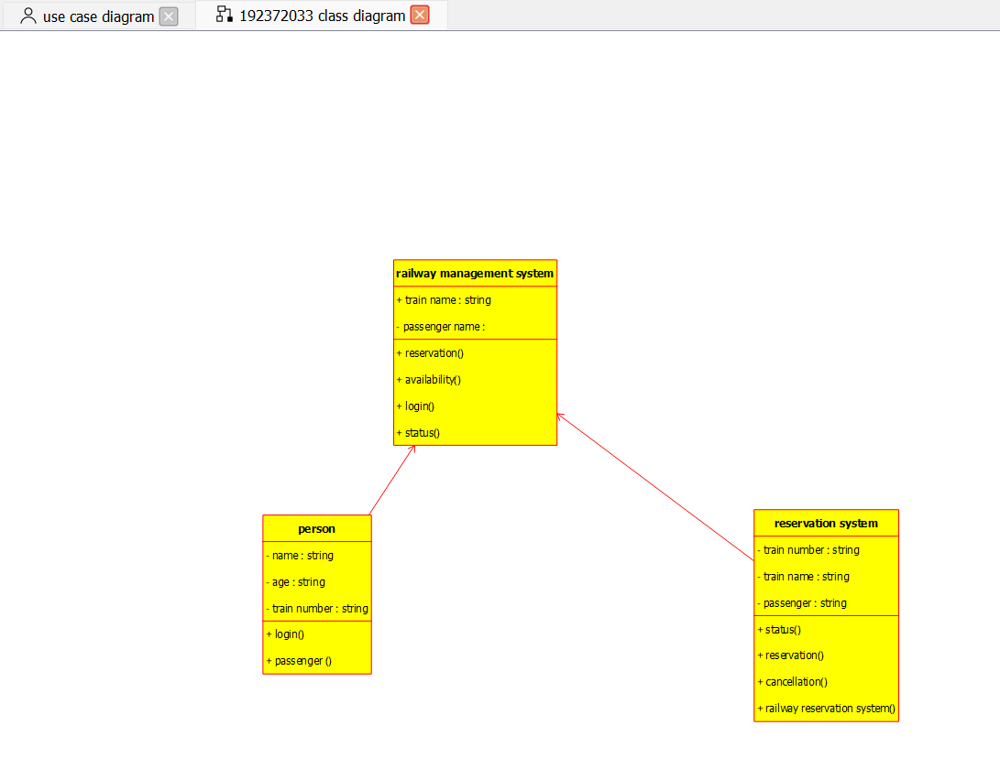 use case diagram
192372033 class diagram
railway management system
+ train name : string
- passenger name :
+ reservation()
+ availability()
+ login()
+ status()
person
- name : string
- age : string
- train number : string
+ login()
+ passenger ()
reservation system
- train number : string
- train name : string
- passenger : string
+ status()
+ reservation()
+ cancellation()
+ railway reservation system()